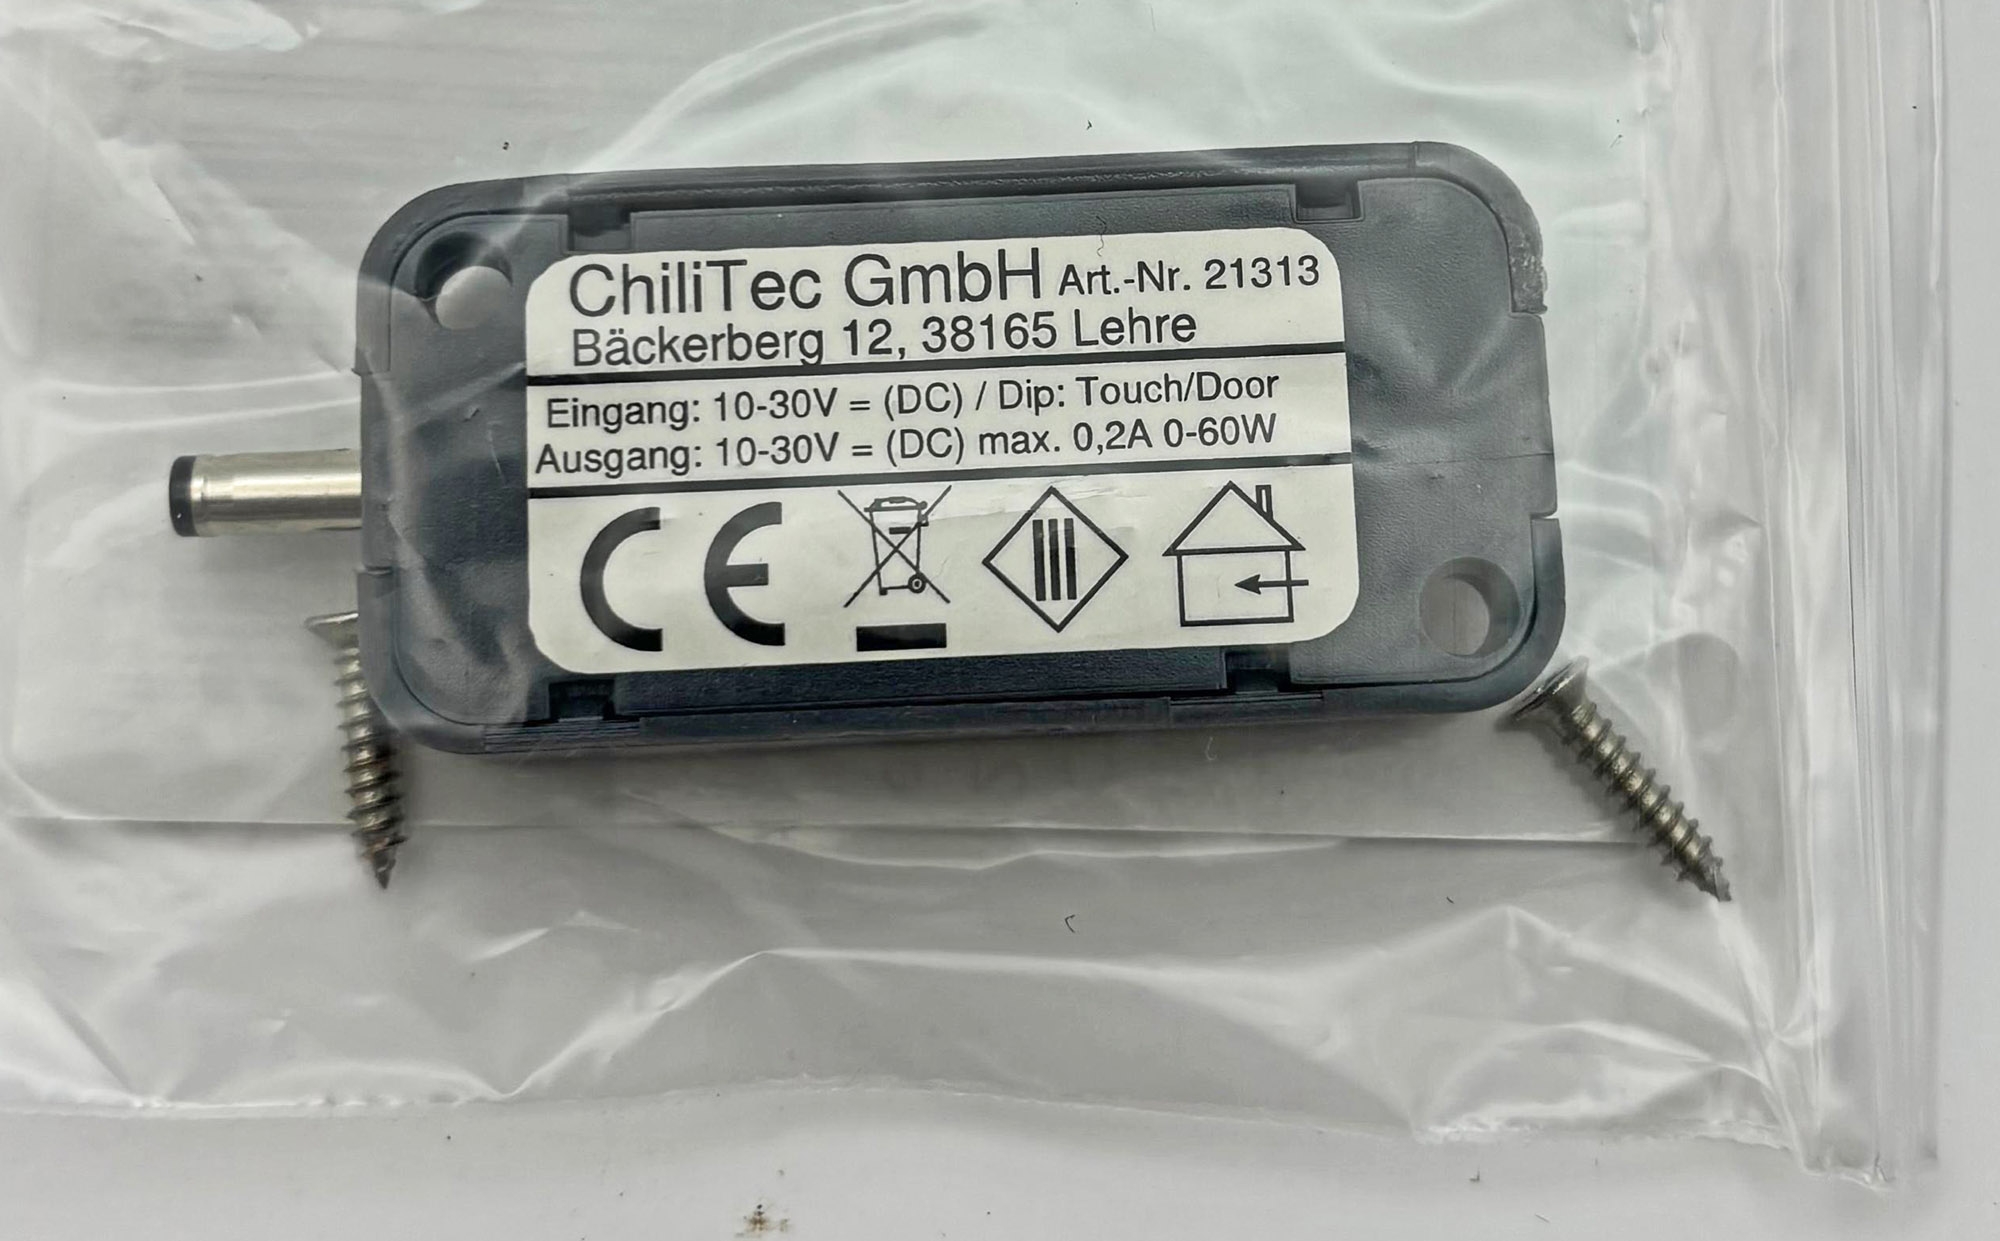 ChiliTec GmbH Art.-Nr. 21313
Bäckerberg 12, 38165 Lehre
Eingang: 10-30V = (DC) / Dip: Touch/Door
Ausgang: 10-30V = (DC) max. 0,2A 0-60W
CE